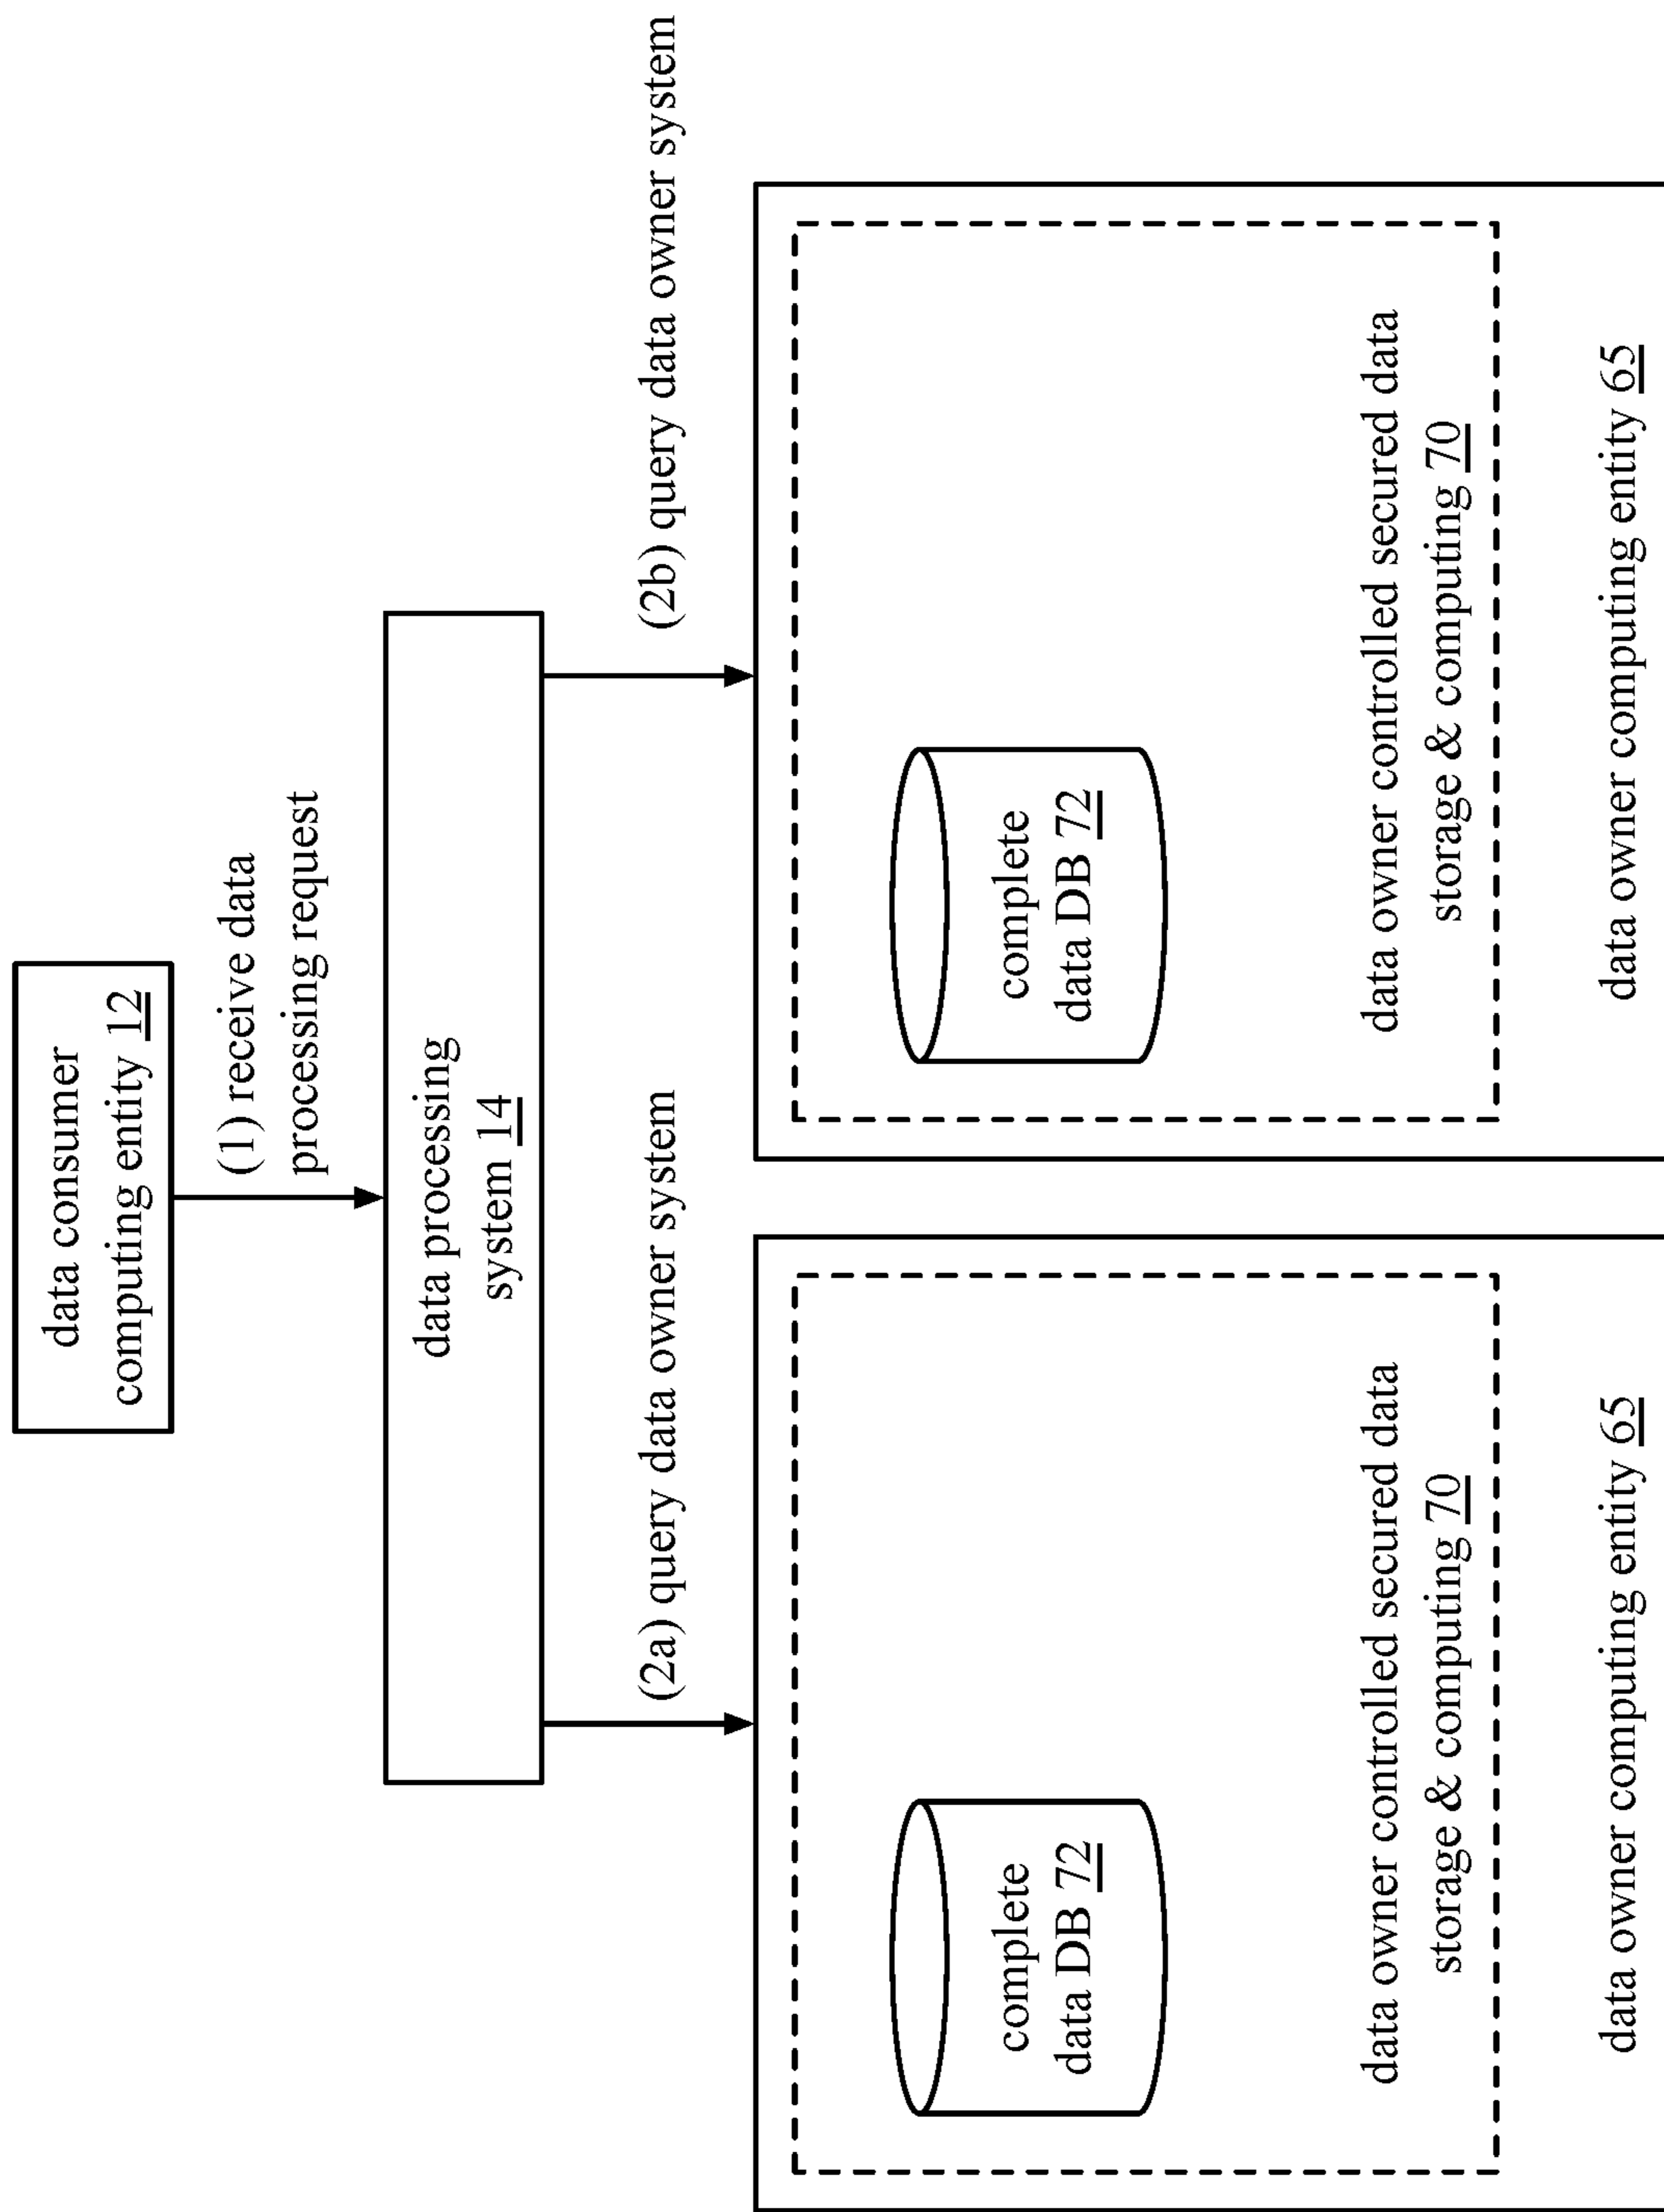 data consumer
computing entity 12
(1) receive data
processing request
data processing
system 14
(2a) query data owner system
(2b) query data owner system
complete
data DB 72
data owner controlled secured data
storage & computing 70
data owner computing entity 65
complete
data DB 72
data owner controlled secured data
storage & computing 70
data owner computing entity 65